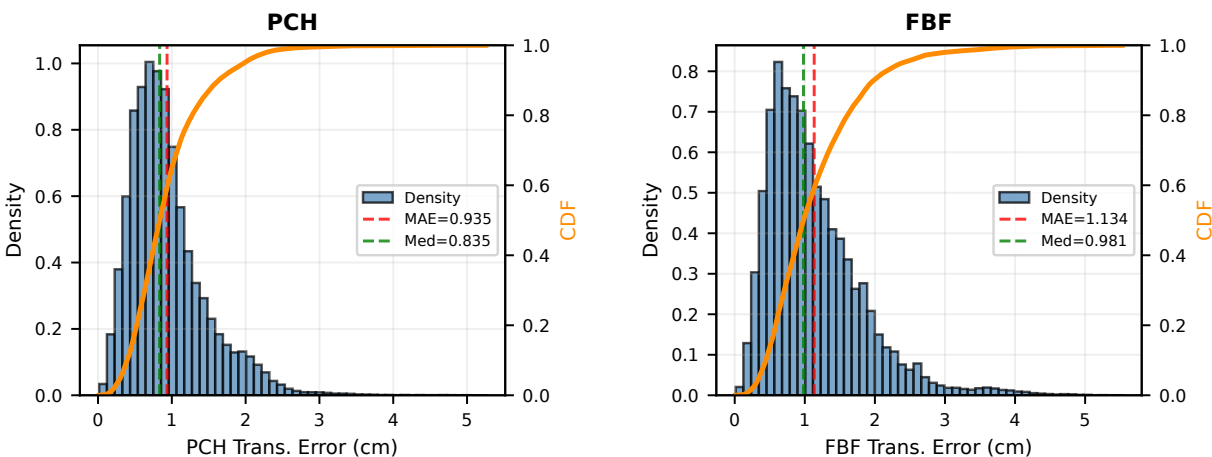 PCH
Density
1.0
0.8
0.6
0.4
0.2
0.0
Density
MAE=0.935
Med=0.835
1.0
0.8
0.6
0.4
0.2
0.0
CDF
0 1 2 3 4 5
PCH Trans. Error (cm)
FBF
Density
0.8
0.7
0.6
0.5
0.4
0.3
0.2
0.1
0.0
Density
MAE=1.134
Med=0.981
1.0
0.8
0.6
0.4
0.2
0.0
CDF
0 1 2 3 4 5
FBF Trans. Error (cm)